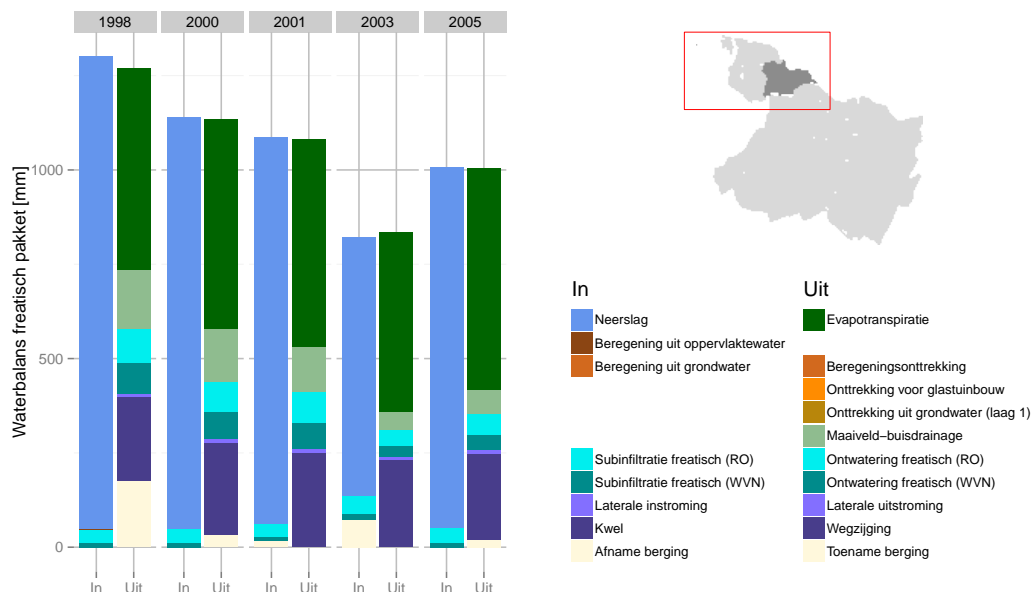 1998 2000 2001 2003 2005
Waterbalans freatisch pakket [mm]
1000
500
0
In Uit In Uit In Uit In Uit In Uit
In
Neerslag
Beregening uit oppervlaktewater
Beregening uit grondwater
Subinfiltratie freatisch (RO)
Subinfiltratie freatisch (WVN)
Laterale instroming
Kwel
Afname berging
Uit
Evapotranspiratie
Beregeningsonttrekking
Onttrekking voor glastuinbouw
Onttrekking uit grondwater (laag 1)
Maaiveld−buisdrainage
Ontwatering freatisch (RO)
Ontwatering freatisch (WVN)
Laterale uitstroming
Wegzijging
Toename berging